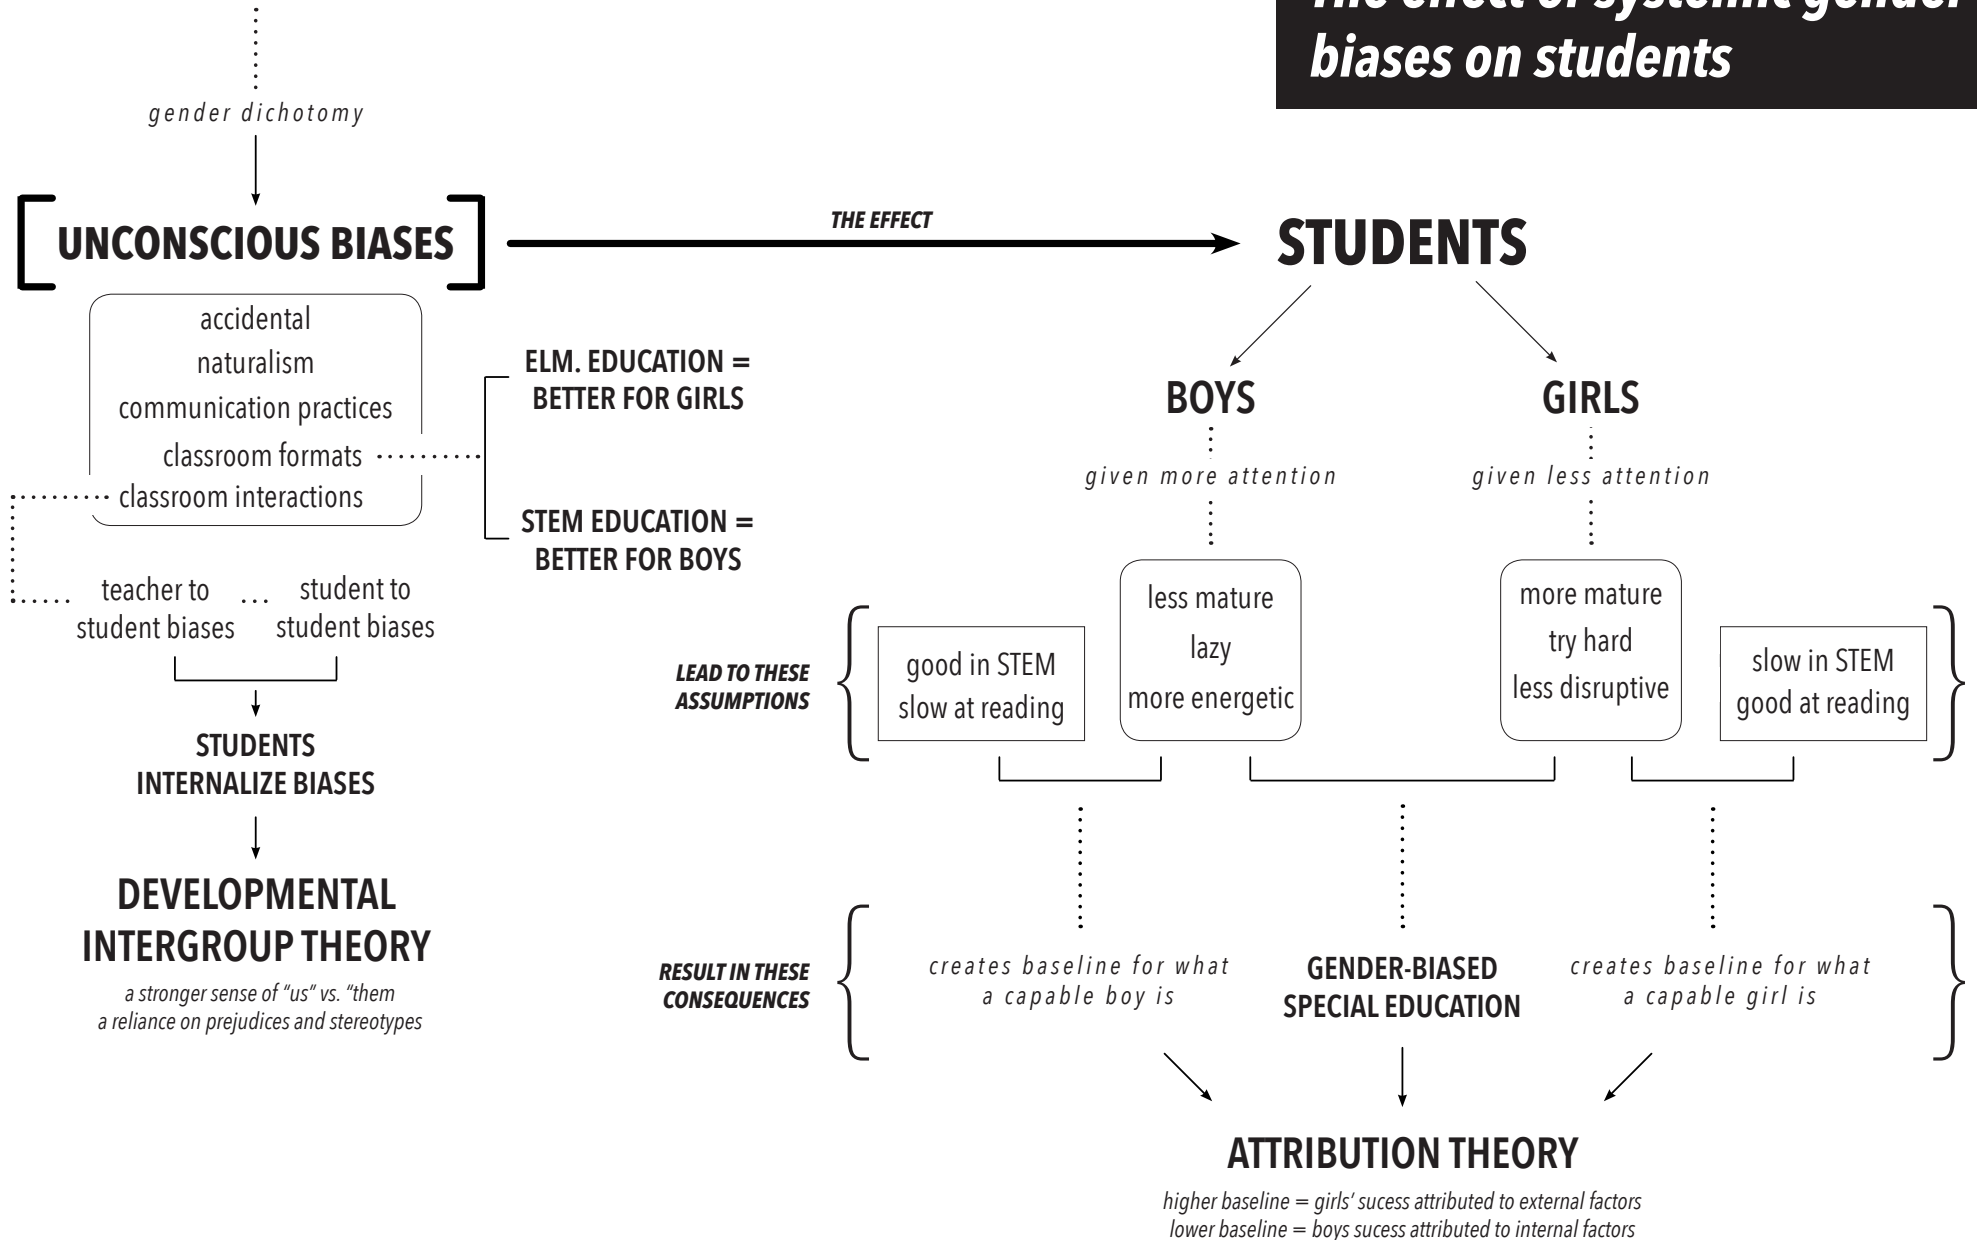 The effect of systemic gender
biases on students
gender dichotomy
UNCONSCIOUS BIASES
THE EFFECT
STUDENTS
accidental
naturalism
communication practices
classroom formats
classroom interactions
ELM. EDUCATION =
BETTER FOR GIRLS
STEM EDUCATION =
BETTER FOR BOYS
teacher to
student biases
...
student to
student biases
STUDENTS
INTERNALIZE BIASES
DEVELOPMENTAL
INTERGROUP THEORY
a stronger sense of “us” vs. “them
a reliance on prejudices and stereotypes
BOYS
GIRLS
given more attention
given less attention
LEAD TO THESE
ASSUMPTIONS
good in STEM
slow at reading
less mature
lazy
more energetic
more mature
try hard
less disruptive
slow in STEM
good at reading
RESULT IN THESE
CONSEQUENCES
creates baseline for what
a capable boy is
GENDER-BIASED
SPECIAL EDUCATION
creates baseline for what
a capable girl is
ATTRIBUTION THEORY
higher baseline = girls’ sucess attributed to external factors
lower baseline = boys sucess attributed to internal factors